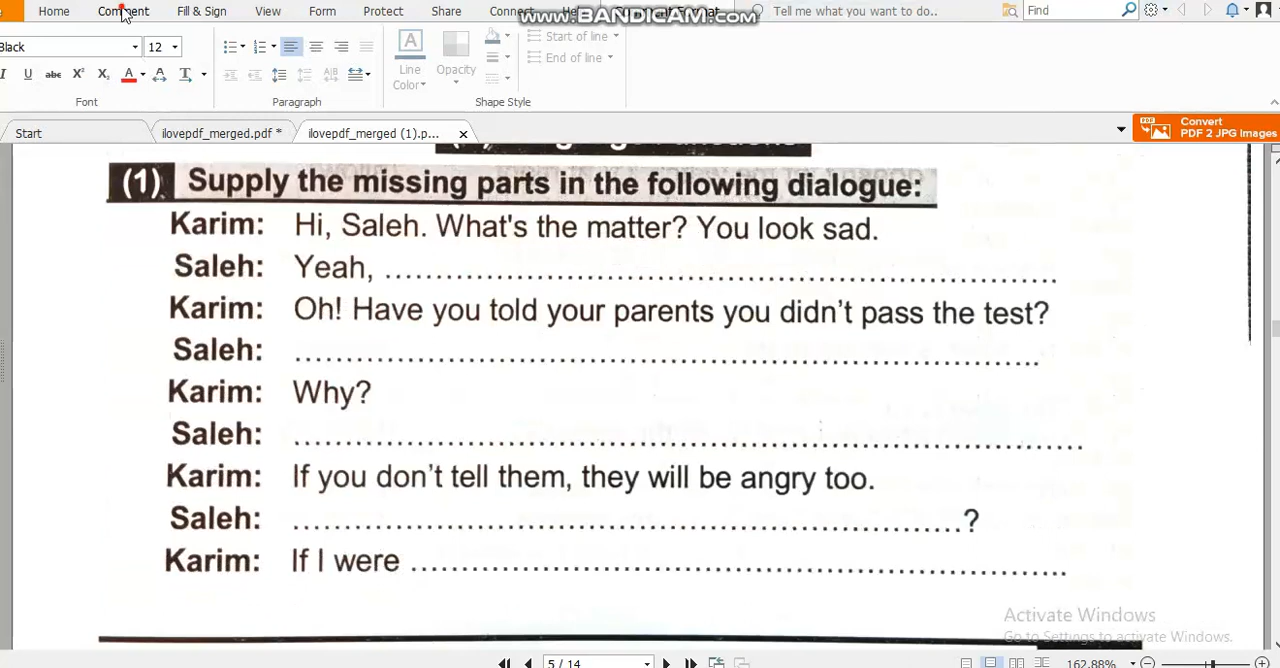 Comment Fill & Sign View Form Protect Share Connect
Home
www.BANDICAM.com
Tell me what you want to do..
Find
Black 12
Start of line
End of line
Line Color
Opacity
Font
Paragraph
Shape Style
Start ilovepdf_merged.pdf * ilovepdf_merged (1).p...
Convert
PDF 2 JPG Images
(1) Supply the missing parts in the following dialogue:
Karim: Hi, Saleh. What's the matter? You look sad.
Saleh: Yeah, ................................................................
Karim: Oh! Have you told your parents you didn't pass the test?
Saleh: ................................................................
Karim: Why?
Saleh: ................................................................
Karim: If you don't tell them, they will be angry too.
Saleh: ................................................................?
Karim: If I were ................................................................
Activate Windows
Go to Settings to activate Windows.
5 / 14
162.88%